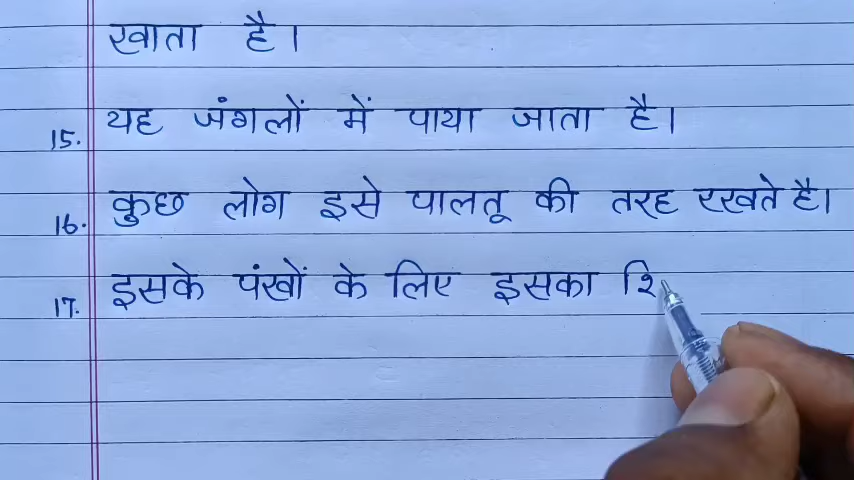 खाता है।
15. यह जंगलों में पाया जाता है।
16. कुछ लोग इसे पालतू की तरह रखते है।
17. इसके पंखों के लिए इसका